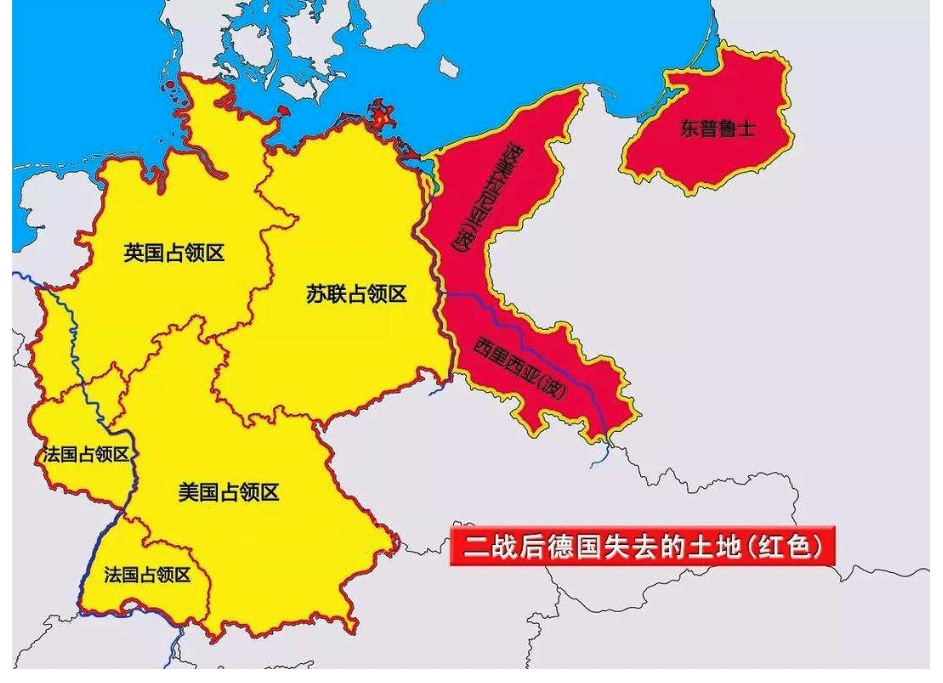 东普鲁士
波美拉尼亚(波)
英国占领区
苏联占领区
西里西亚(波)
法国占领区
美国占领区
二战后德国失去的土地(红色)
法国占领区